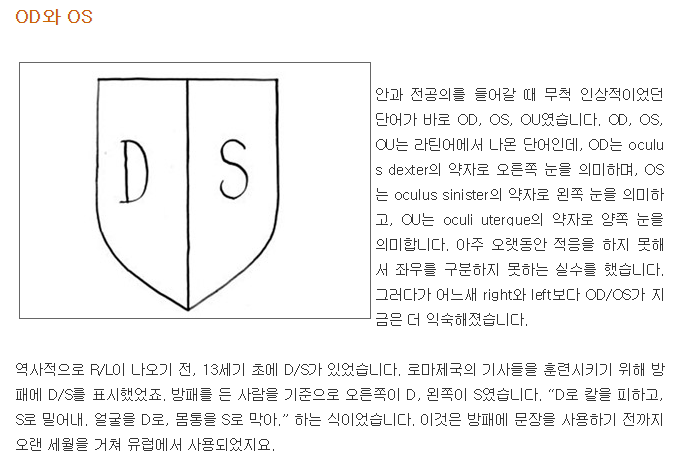 OD와 OS
D S
안과 전공의를 들어갈 때 무척 인상적이었던
단어가 바로 OD, OS, OU였습니다. OD, OS,
OU는 라틴어에서 나온 단어인데, OD는 oculu
s dexter의 약자로 오른쪽 눈을 의미하며, OS
는 oculus sinister의 약자로 왼쪽 눈을 의미하
고, OU는 oculi uterque의 약자로 양쪽 눈을
의미합니다. 아주 오랫동안 적응을 하지 못해
서 좌우를 구분하지 못하는 실수를 했습니다.
그러다가 어느새 right와 left보다 OD/OS가 지
금은 더 익숙해졌습니다.
역사적으로 R/L이 나오기 전, 13세기 초에 D/S가 있었습니다. 로마제국의 기사들을 훈련시키기 위해 방
패에 D/S를 표시했었죠. 방패를 든 사람을 기준으로 오른쪽이 D, 왼쪽이 S였습니다. “D로 칼을 피하고,
S로 밀어내. 얼굴을 D로, 몸통을 S로 막아.” 하는 식이었습니다. 이것은 방패에 문장을 사용하기 전까지
오랜 세월을 거쳐 유럽에서 사용되었지요.